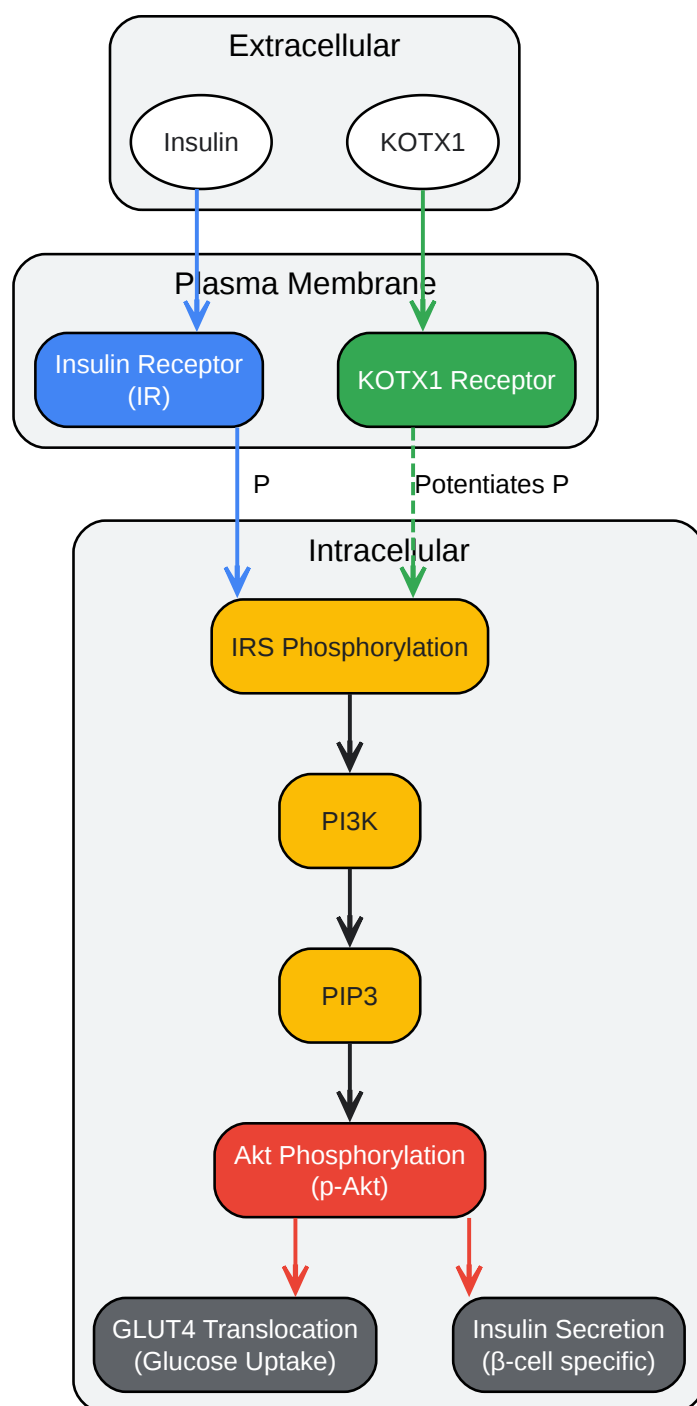 Extracellular
Insulin
KOTX1
Plasma Membrane
Insulin Receptor
(IR)
KOTX1 Receptor
P
Potentiates P
Intracellular
IRS Phosphorylation
PI3K
PIP3
Akt Phosphorylation
(p-Akt)
GLUT4 Translocation
(Glucose Uptake)
Insulin Secretion
(β-cell specific)